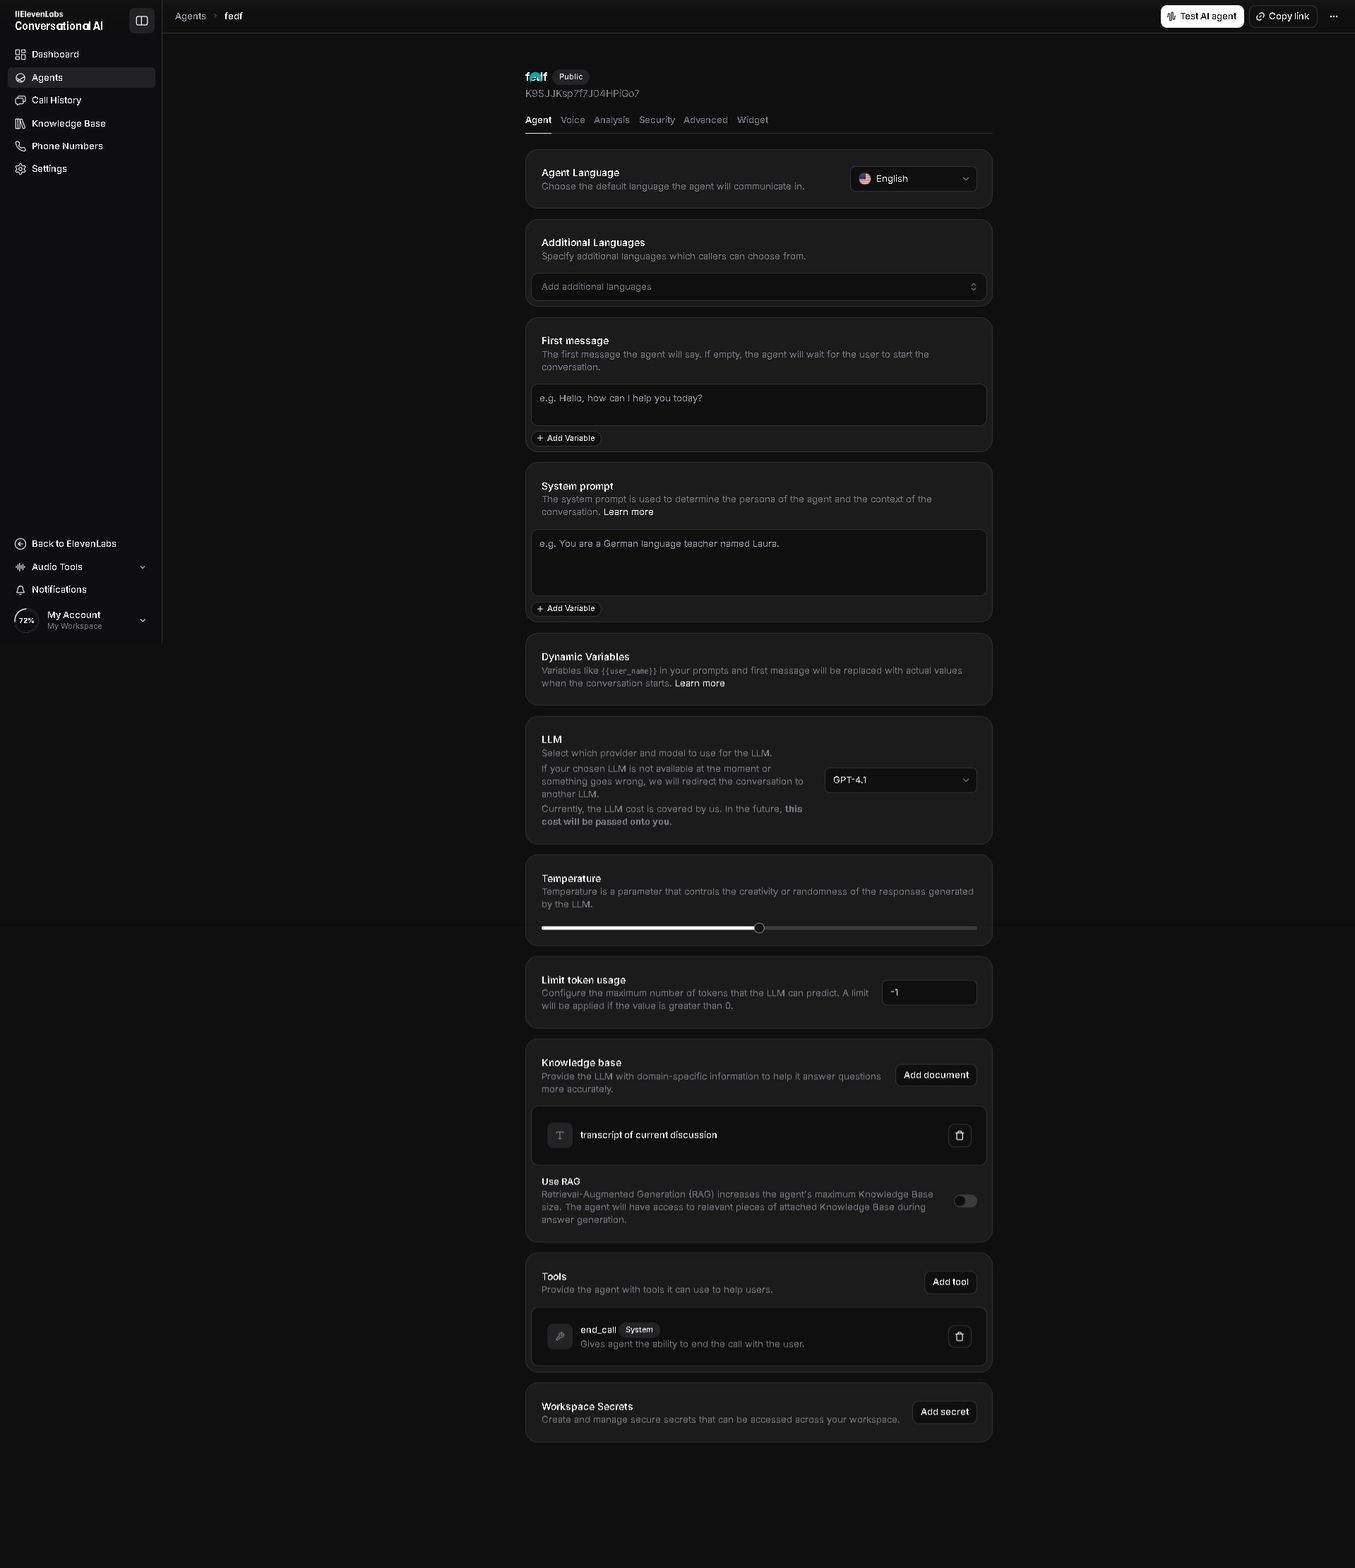 IIElevenLabs
Conversational AI
Dashboard
Agents
Call History
Knowledge Base
Phone Numbers
Settings
Back to ElevenLabs
Audio Tools
Notifications
72%
My Account
My Workspace
Agents > fedf
Test AI agent
Copy link
Public
K9SJJKsp7f7J04HPiGo7
Agent Voice Analysis Security Advanced Widget
Agent Language
Choose the default language the agent will communicate in.
English
Additional Languages
Specify additional languages which callers can choose from.
Add additional languages
First message
The first message the agent will say. If empty, the agent will wait for the user to start the
conversation.
e.g. Hello, how can I help you today?
+ Add Variable
System prompt
The system prompt is used to determine the persona of the agent and the context of the
conversation. Learn more
e.g. You are a German language teacher named Laura.
+ Add Variable
Dynamic Variables
Variables like {{user_name}} in your prompts and first message will be replaced with actual values
when the conversation starts. Learn more
LLM
Select which provider and model to use for the LLM.
If your chosen LLM is not available at the moment or
something goes wrong, we will redirect the conversation to
another LLM.
Currently, the LLM cost is covered by us. In the future, this
cost will be passed onto you.
GPT-4.1
Temperature
Temperature is a parameter that controls the creativity or randomness of the responses generated
by the LLM.
Limit token usage
Configure the maximum number of tokens that the LLM can predict. A limit
will be applied if the value is greater than 0.
-1
Knowledge base
Provide the LLM with domain-specific information to help it answer questions
more accurately.
Add document
transcript of current discussion
Use RAG
Retrieval-Augmented Generation (RAG) increases the agent's maximum Knowledge Base
size. The agent will have access to relevant pieces of attached Knowledge Base during
answer generation.
Tools
Provide the agent with tools it can use to help users.
Add tool
end_call System
Gives agent the ability to end the call with the user.
Workspace Secrets
Create and manage secure secrets that can be accessed across your workspace.
Add secret